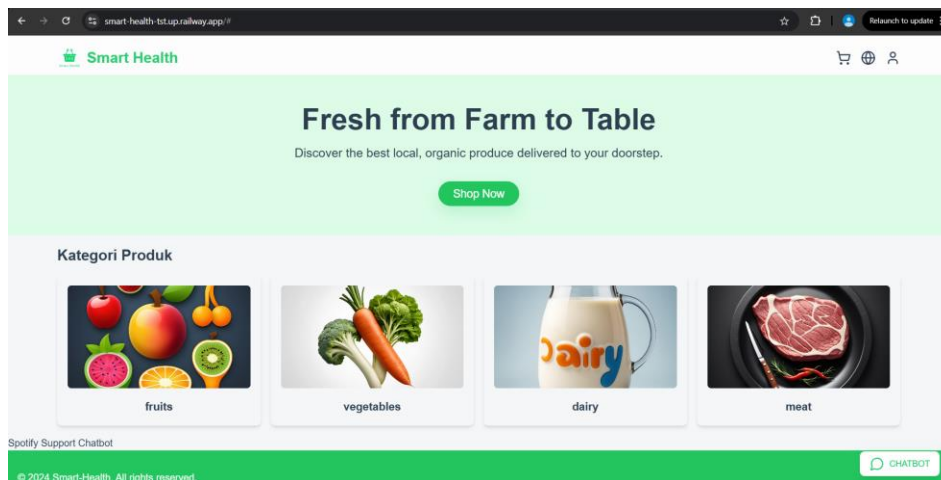 smart-health-tst.up.railway.app/#
Relaunch to update
Smart Health
Fresh from Farm to Table
Discover the best local, organic produce delivered to your doorstep.
Shop Now
Kategori Produk
Dairy
fruits
vegetables
dairy
meat
Spotify Support Chatbot
CHATBOT
© 2024 Smart-Health. All rights reserved.